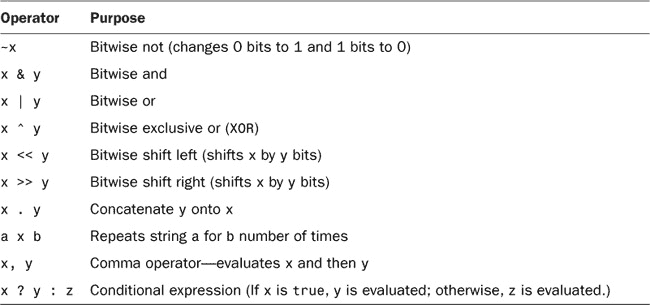 Operator Purpose
~x Bitwise not (changes 0 bits to 1 and 1 bits to 0)
x & y Bitwise and
x | y Bitwise or
x ^ y Bitwise exclusive or (XOR)
x << y Bitwise shift left (shifts x by y bits)
x >> y Bitwise shift right (shifts x by y bits)
x . y Concatenate y onto x
a x b Repeats string a for b number of times
x, y Comma operator—evaluates x and then y
x ? y : z Conditional expression (If x is true, y is evaluated; otherwise, z is evaluated.)